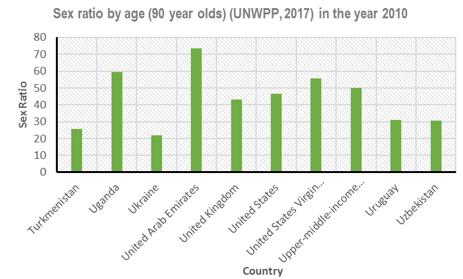 Sex ratio by age (90 year olds) (UNWPP, 2017) in the year 2010
80
70
60
50
40
30
20
10
0
Sex Ratio
Turkmenistan
Uganda
Ukraine
United Arab Emirates
United Kingdom
United States
United States Virgin...
Upper-middle-income...
Uruguay
Uzbekistan
Country